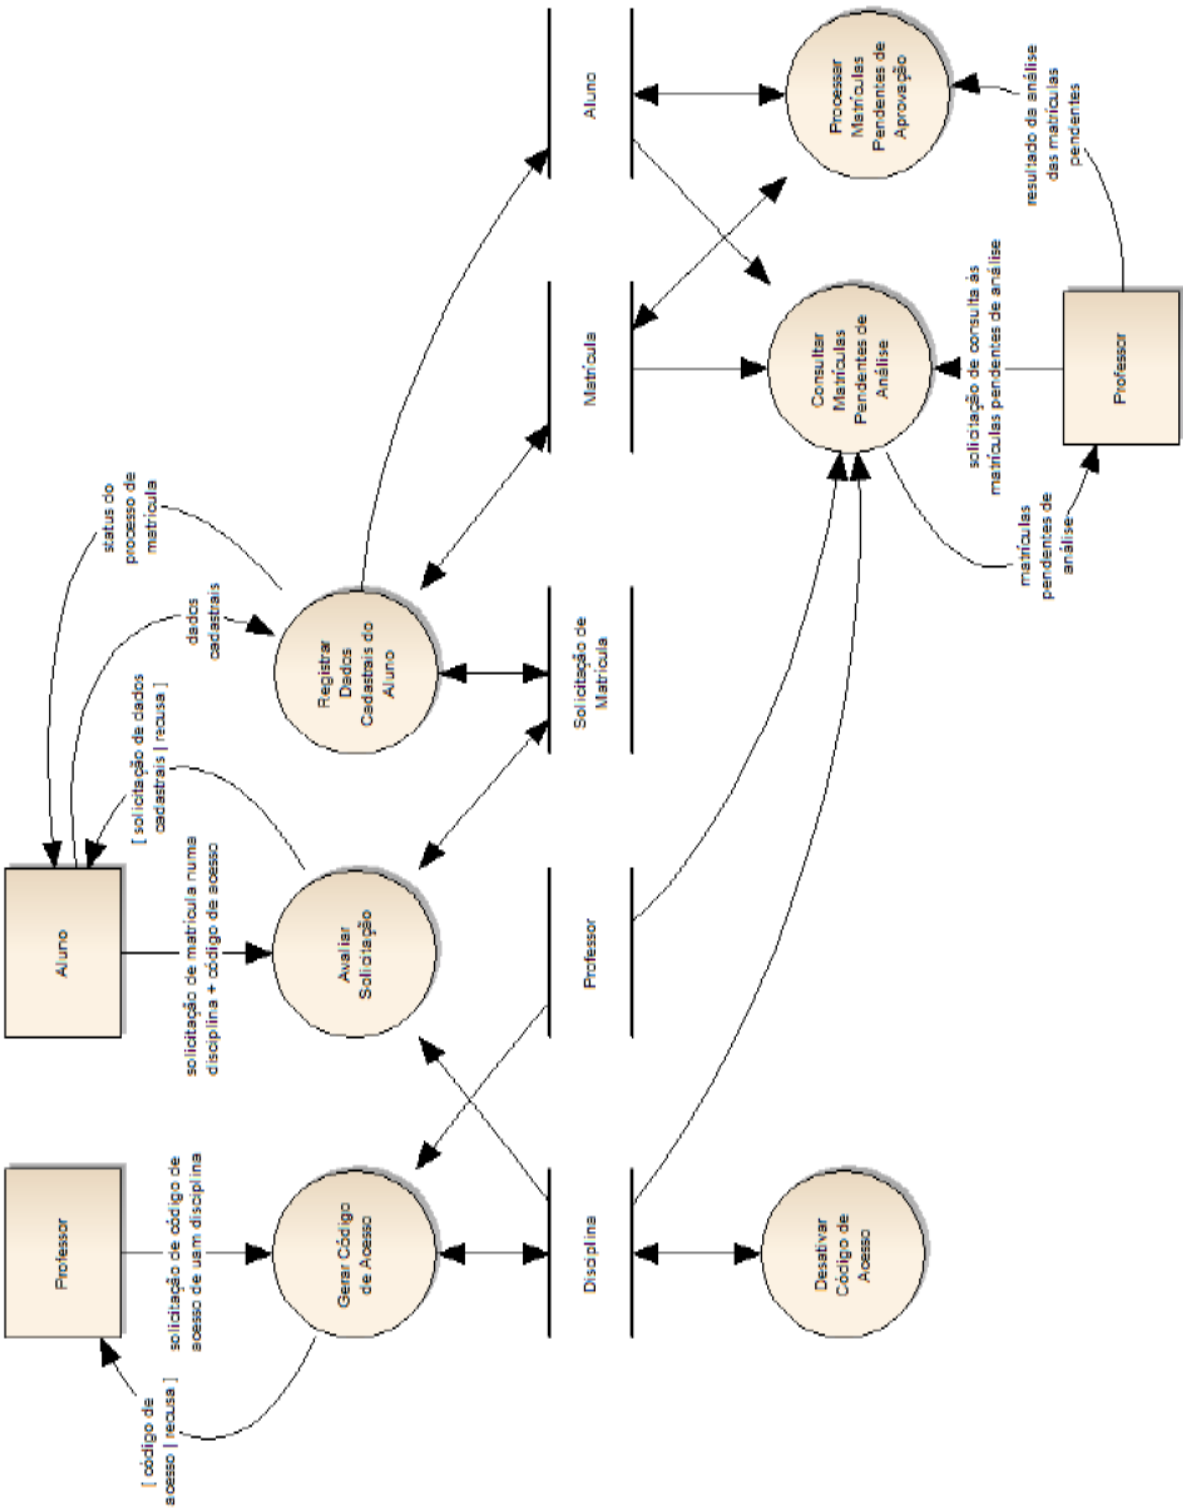 Professor
solicitação de código de
acesso de uam disciplina
[ código de
acesso | recusa ]
Gerar Código
de Acesso
Disciplina
Desativar
Código de
Acesso
Aluno
solicitação de matrícula numa
disciplina + código de acesso
[ solicitação de dados
cadastrais | recusa ]
Avaliar
Solicitação
Professor
dados
cadastrais
status do
processo de
matrícula
Registrar
Dados
Cadastrais do
Aluno
Solicitação de
Matrícula
Matrícula
Aluno
Consultar
Matrículas
Pendentes de
Análise
Processar
Matrículas
Pendentes de
Aprovação
matrículas
pendentes de
análise
solicitação de consulta às
matrículas pendentes de análise
resultado da análise
das matrículas
pendentes
Professor